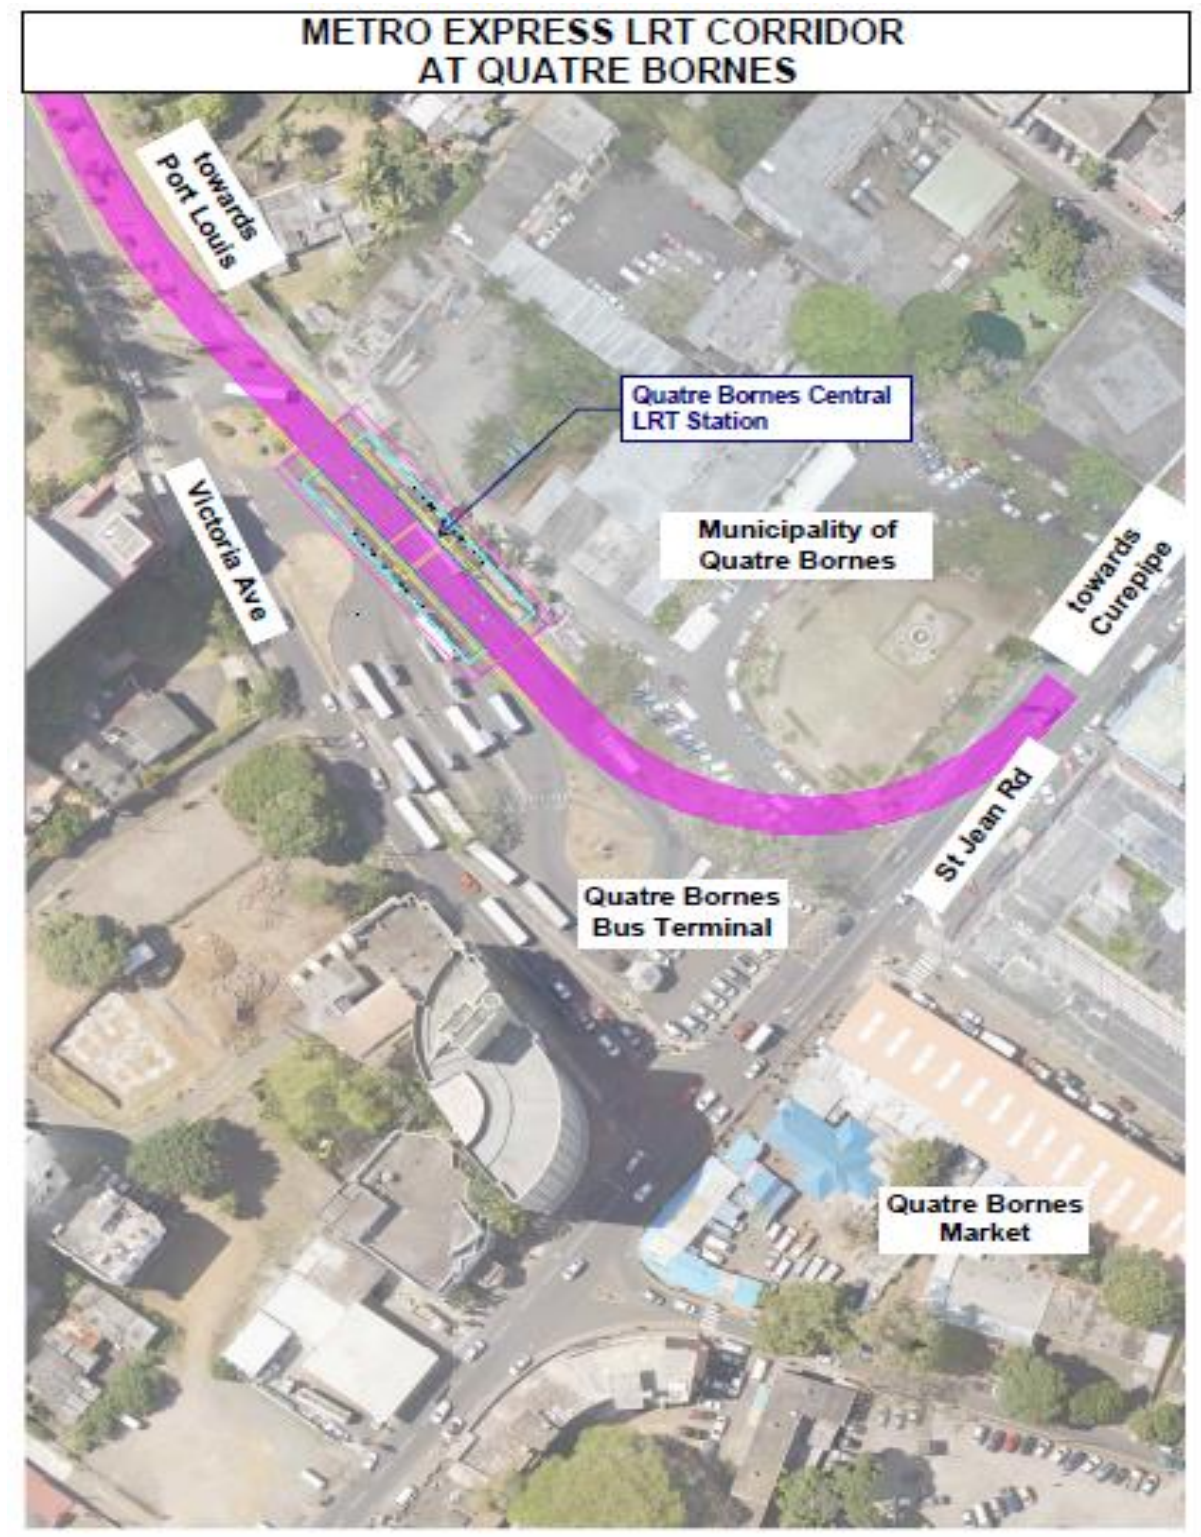 METRO EXPRESS LRT CORRIDOR
AT QUATRE BORNES
towards
Port Louis
Quatre Bornes Central
LRT Station
Victoria Ave
Municipality of
Quatre Bornes
towards
Curepipe
St Jean Rd
Quatre Bornes
Bus Terminal
Quatre Bornes
Market